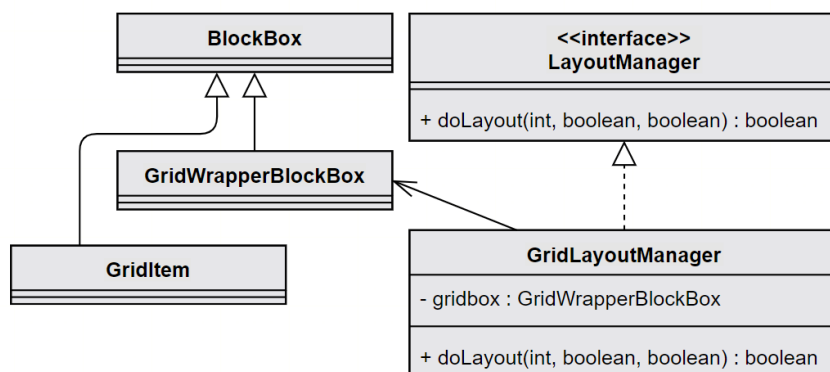 BlockBox
<<interface>>
LayoutManager
+ doLayout(int, boolean, boolean) : boolean
GridWrapperBlockBox
GridItem
GridLayoutManager
- gridbox : GridWrapperBlockBox
+ doLayout(int, boolean, boolean) : boolean